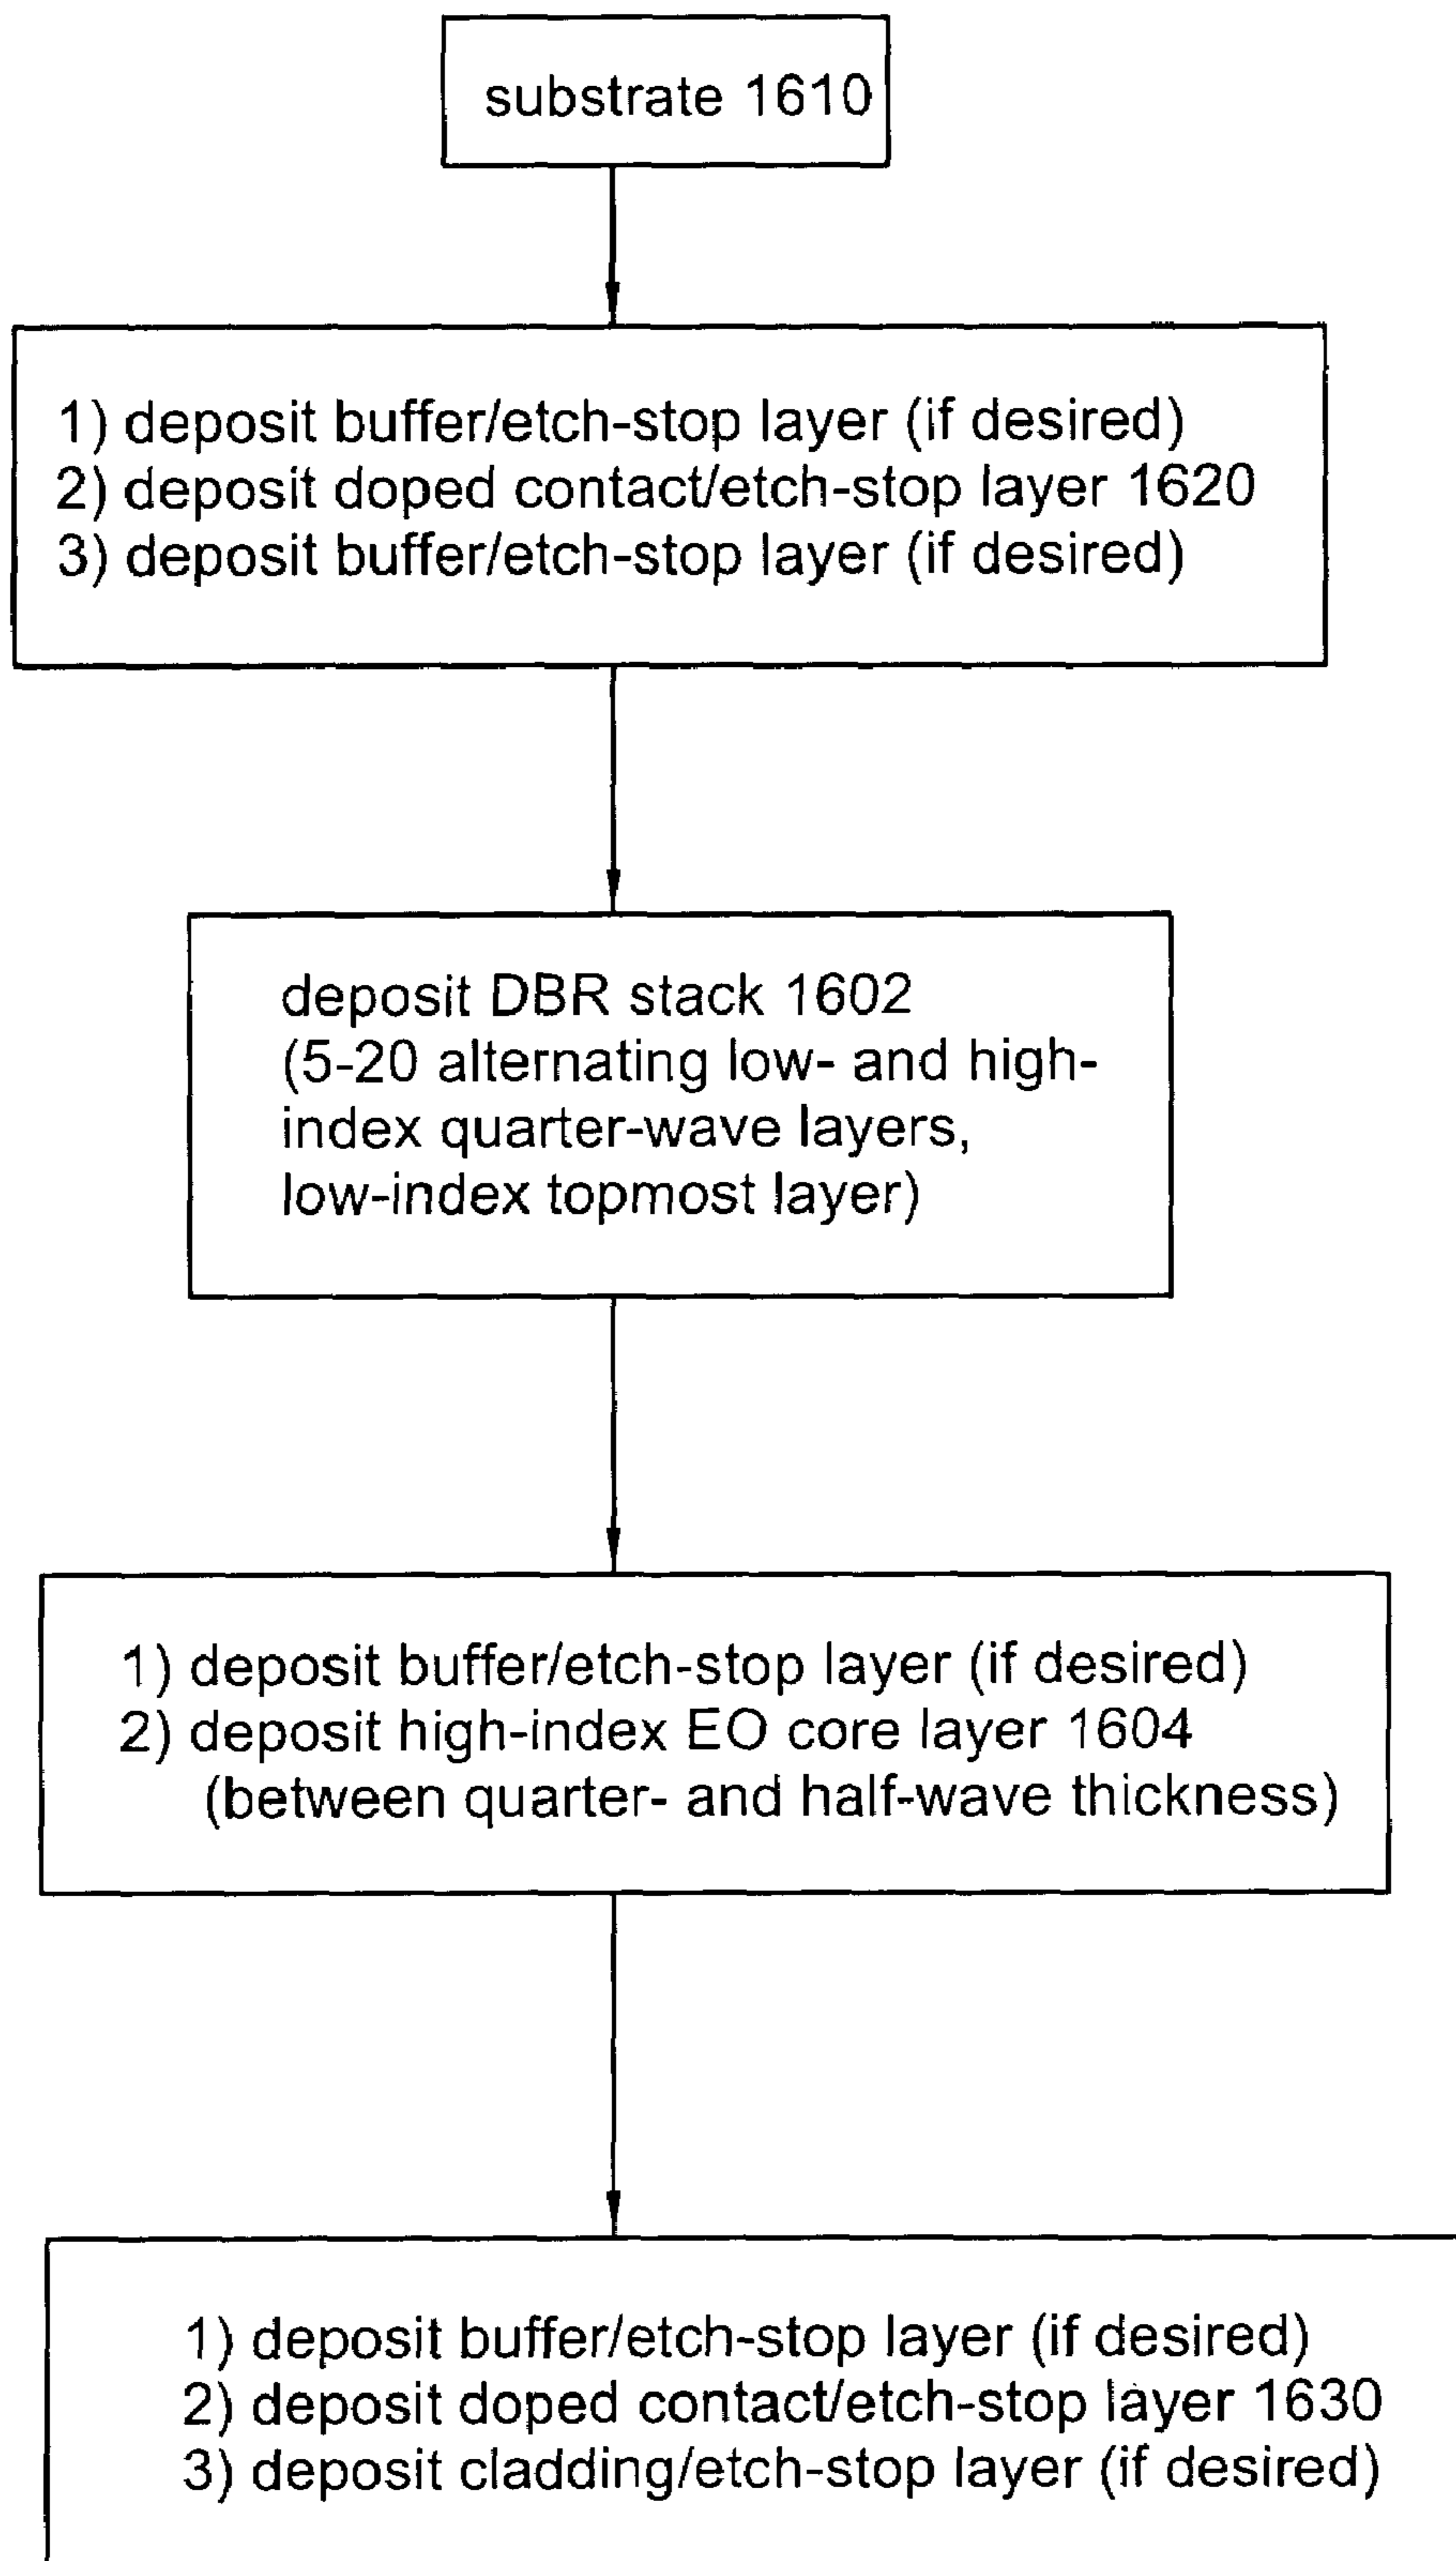 substrate 1610
1) deposit buffer/etch-stop layer (if desired)
2) deposit doped contact/etch-stop layer 1620
3) deposit buffer/etch-stop layer (if desired)
deposit DBR stack 1602
(5-20 alternating low- and high-
index quarter-wave layers,
low-index topmost layer)
1) deposit buffer/etch-stop layer (if desired)
2) deposit high-index EO core layer 1604
(between quarter- and half-wave thickness)
1) deposit buffer/etch-stop layer (if desired)
2) deposit doped contact/etch-stop layer 1630
3) deposit cladding/etch-stop layer (if desired)